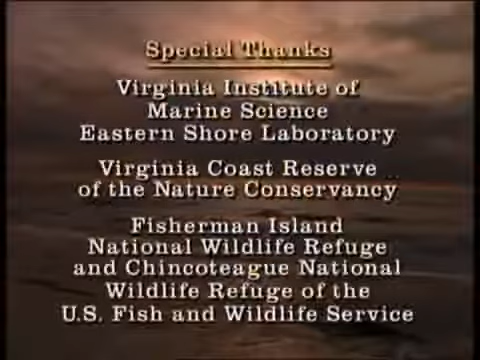 Special Thanks
Virginia Institute of
Marine Science
Eastern Shore Laboratory
Virginia Coast Reserve
of the Nature Conservancy
Fisherman Island
National Wildlife Refuge
and Chincoteague National
Wildlife Refuge of the
U.S. Fish and Wildlife Service